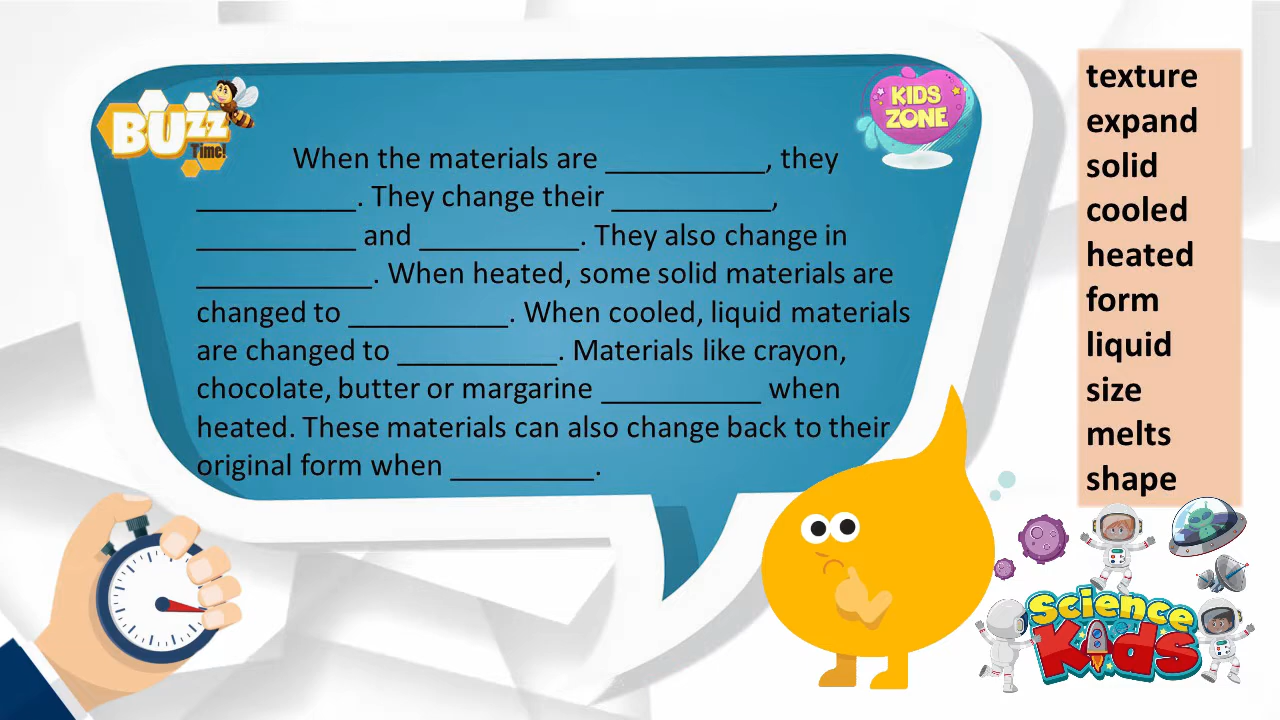 BUzz
Time!
KIDS
ZONE
When the materials are ___________, they
___________. They change their ___________,
___________ and ___________. They also change in
____________. When heated, some solid materials are
changed to ___________. When cooled, liquid materials
are changed to ___________. Materials like crayon,
chocolate, butter or margarine ___________ when
heated. These materials can also change back to their
original form when __________.
texture
expand
solid
cooled
heated
form
liquid
size
melts
shape
Science
Kids